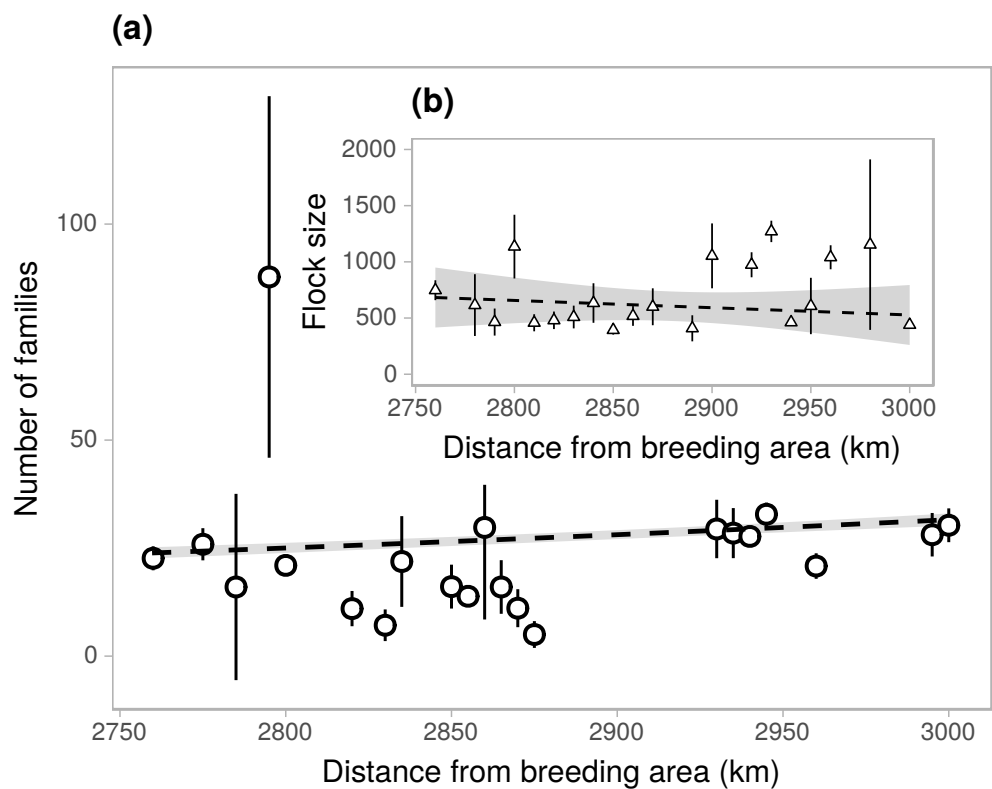 (a)
Number of families
100
50
0
2750 2800 2850 2900 2950 3000
Distance from breeding area (km)
(b)
Flock size
2000
1500
1000
500
0
2750 2800 2850 2900 2950 3000
Distance from breeding area (km)